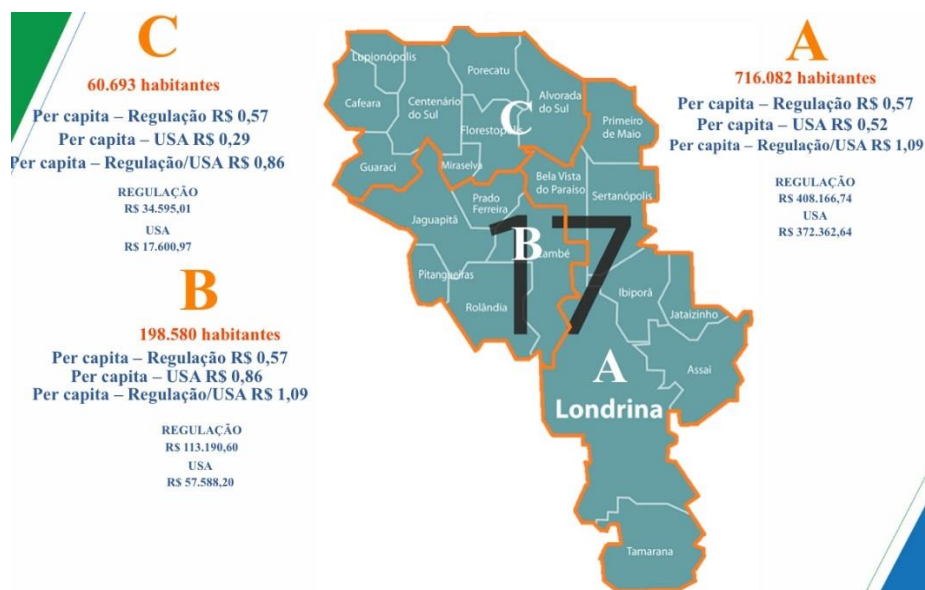 C
60.693 habitantes
Per capita – Regulação R$ 0,57
Per capita – USA R$ 0,29
Per capita – Regulação/USA R$ 0,86
REGULAÇÃO
R$ 34.595,01
USA
R$ 17.600,97
B
198.580 habitantes
Per capita – Regulação R$ 0,57
Per capita – USA R$ 0,86
Per capita – Regulação/USA R$ 1,09
REGULAÇÃO
R$ 113.190,60
USA
R$ 57.588,20
Lupionópolis
Porecatu
Cafeara
Centenário
do Sul
Alvorada
do Sul
C
Florestópolis
Primeiro
de Maio
Guaraci
Miraselva
Bela Vista
do Paraíso
Sertanópolis
Prado
Ferreira
Jaguapitã
17
B
Cambé
Pitangueiras
Rolândia
Ibiporã
Jataizinho
Assai
A
Londrina
Tamarana
A
716.082 habitantes
Per capita – Regulação R$ 0,57
Per capita – USA R$ 0,52
Per capita – Regulação/USA R$ 1,09
REGULAÇÃO
R$ 408.166,74
USA
R$ 372.362,64